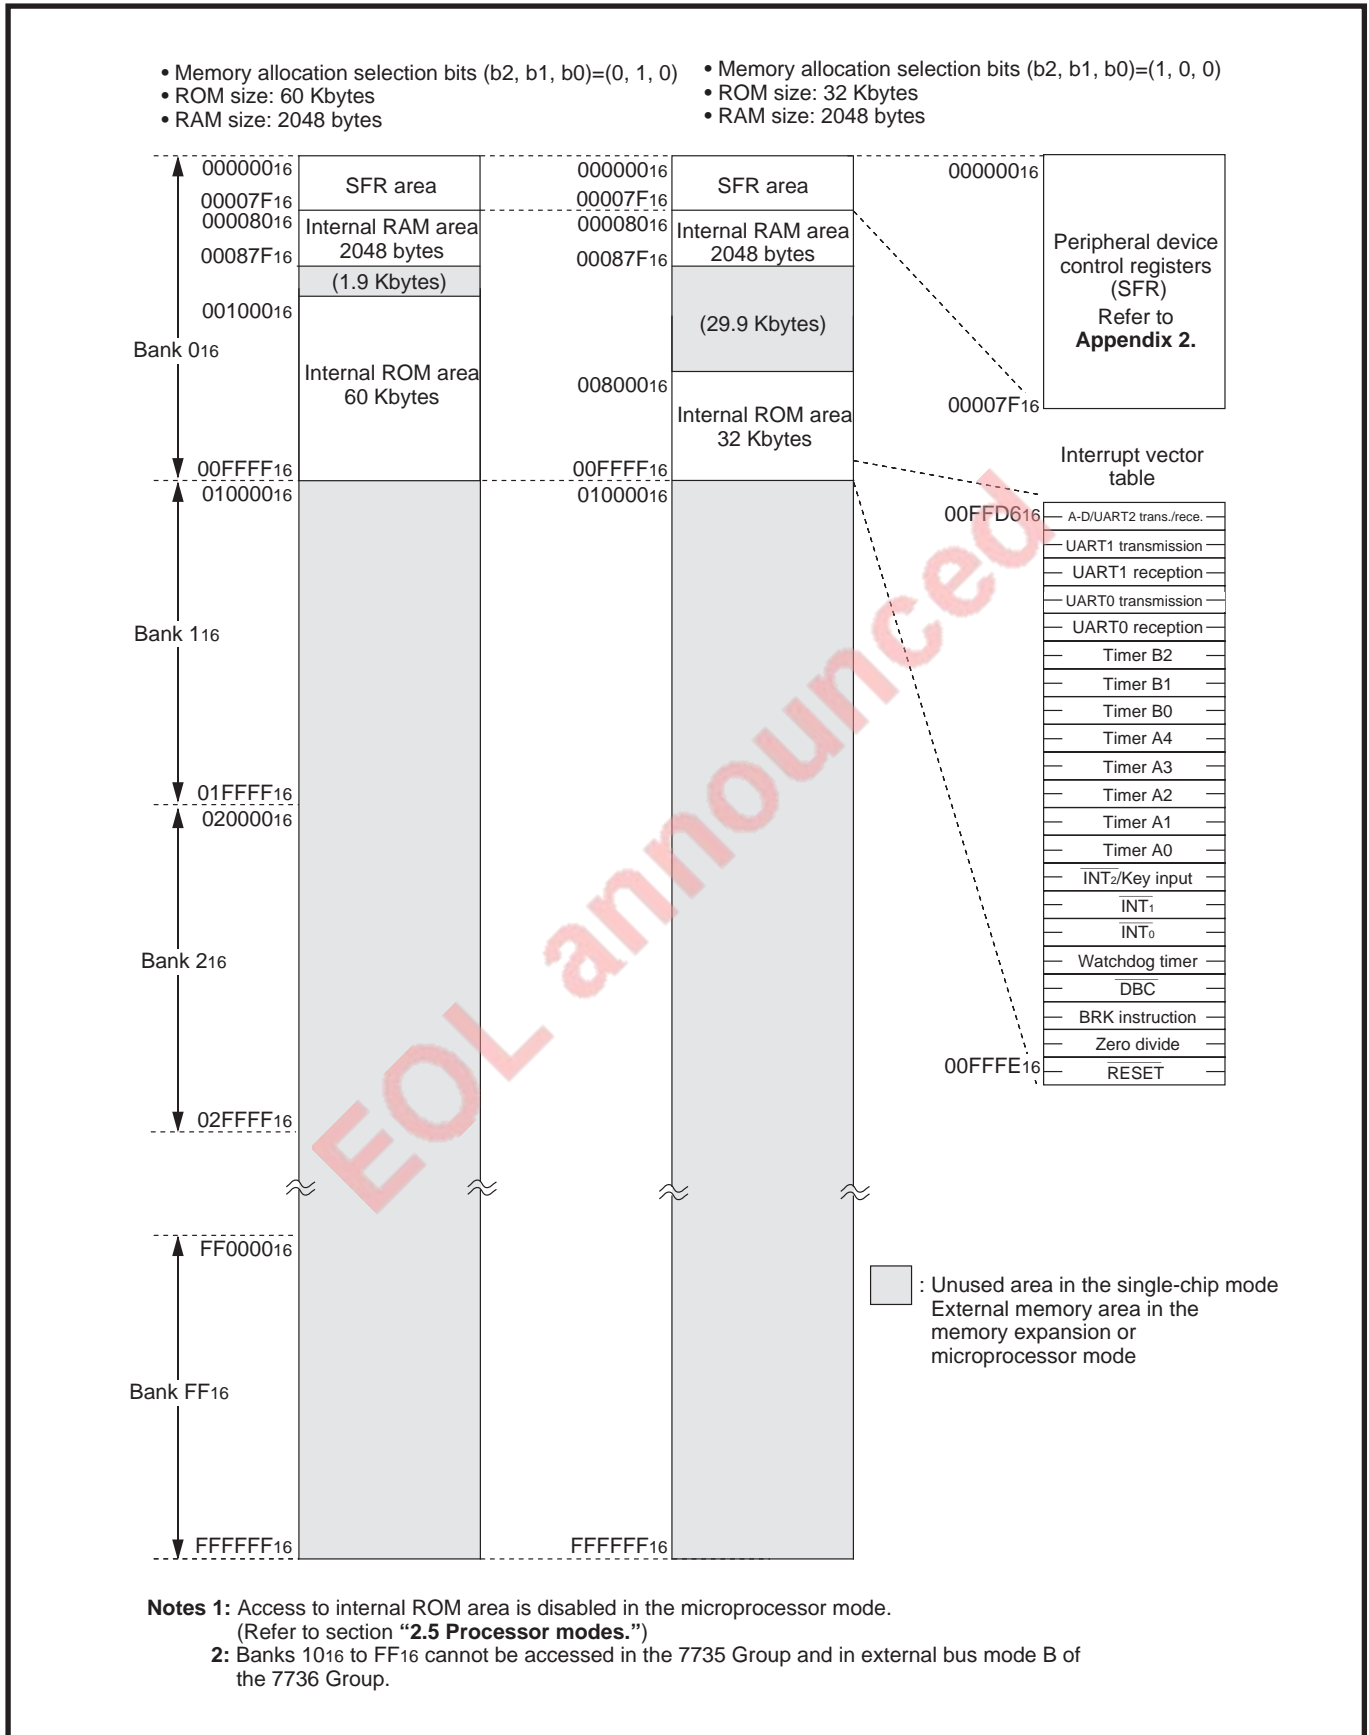 • Memory allocation selection bits (b2, b1, b0)=(0, 1, 0)
• ROM size: 60 Kbytes
• RAM size: 2048 bytes
• Memory allocation selection bits (b2, b1, b0)=(1, 0, 0)
• ROM size: 32 Kbytes
• RAM size: 2048 bytes
00000016
SFR area
00007F16
00008016
Internal RAM area
2048 bytes
00087F16
(1.9 Kbytes)
00100016
Bank 016
Internal ROM area
60 Kbytes
00FFFF16
01000016
Bank 116
01FFFF16
02000016
Bank 216
02FFFF16
FF000016
Bank FF16
FFFFFF16
00000016
SFR area
00007F16
00008016
Internal RAM area
2048 bytes
00087F16
(29.9 Kbytes)
00800016
Internal ROM area
32 Kbytes
00FFFF16
01000016
FFFFFF16
00000016
Peripheral device
control registers
(SFR)
Refer to
Appendix 2.
00007F16
Interrupt vector
table
00FFD616
A-D/UART2 trans./rece.
UART1 transmission
UART1 reception
UART0 transmission
UART0 reception
Timer B2
Timer B1
Timer B0
Timer A4
Timer A3
Timer A2
Timer A1
Timer A0
INT2/Key input
INT1
INT0
Watchdog timer
DBC
BRK instruction
Zero divide
00FFFE16
RESET
EOL announced
: Unused area in the single-chip mode
External memory area in the
memory expansion or
microprocessor mode
Notes 1: Access to internal ROM area is disabled in the microprocessor mode.
(Refer to section “2.5 Processor modes.”)
2: Banks 1016 to FF16 cannot be accessed in the 7735 Group and in external bus mode B of
the 7736 Group.